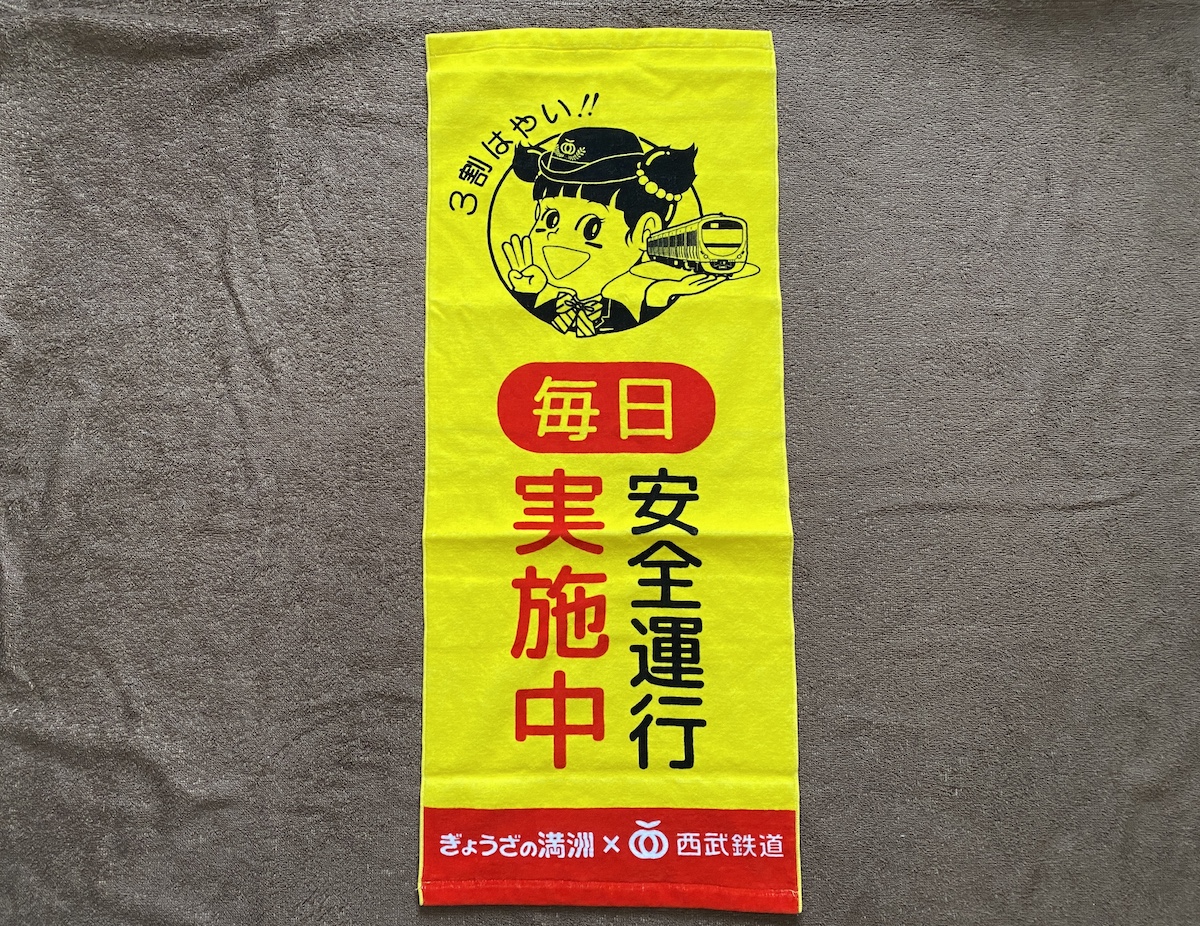 3割はやい!!
毎日
安全運行
実施中
ぎょうざの満洲×西武鉄道